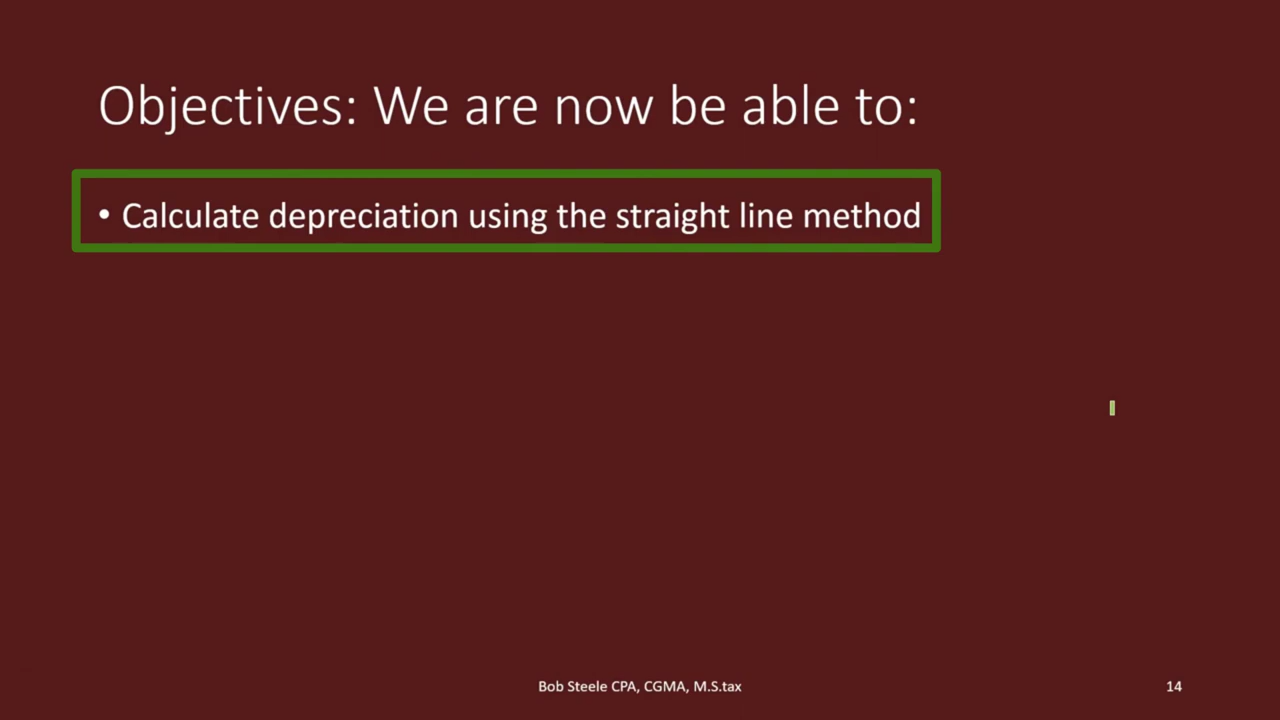 Objectives: We are now be able to:
• Calculate depreciation using the straight line method
Bob Steele CPA, CGMA, M.S.tax
14